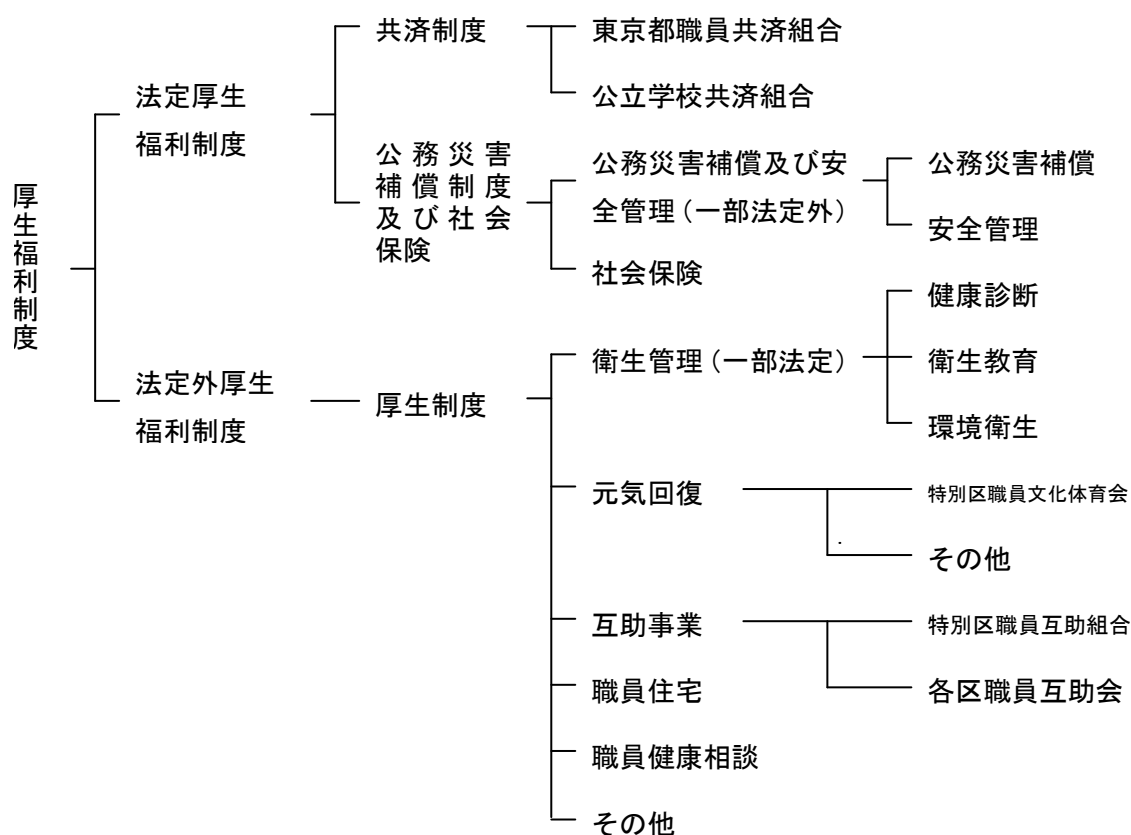 厚生福利制度
法定厚生
福利制度
共済制度
東京都職員共済組合
公立学校共済組合
公務災害
補償制度
及び社会
保険
公務災害補償及び安
全管理（一部法定外）
公務災害補償
安全管理
社会保険
法定外厚生
福利制度
厚生制度
衛生管理（一部法定）
健康診断
衛生教育
環境衛生
元気回復
特別区職員文化体育会
その他
互助事業
特別区職員互助組合
各区職員互助会
職員住宅
職員健康相談
その他